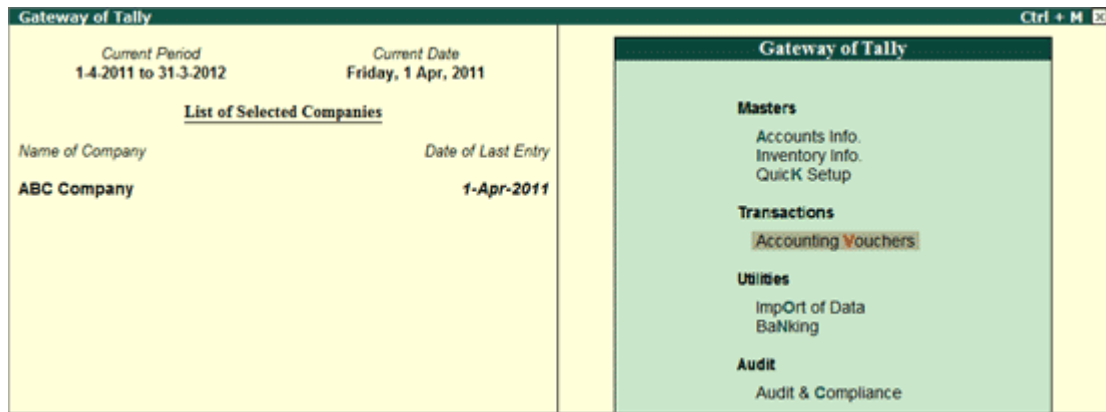 Gateway of Tally
Ctrl + M
Current Period
1-4-2011 to 31-3-2012
Current Date
Friday, 1 Apr, 2011
List of Selected Companies
Name of Company
Date of Last Entry
ABC Company
1-Apr-2011
Gateway of Tally
Masters
Accounts Info.
Inventory Info.
QuicK Setup
Transactions
Accounting Vouchers
Utilities
ImpOrt of Data
BaNking
Audit
Audit & Compliance